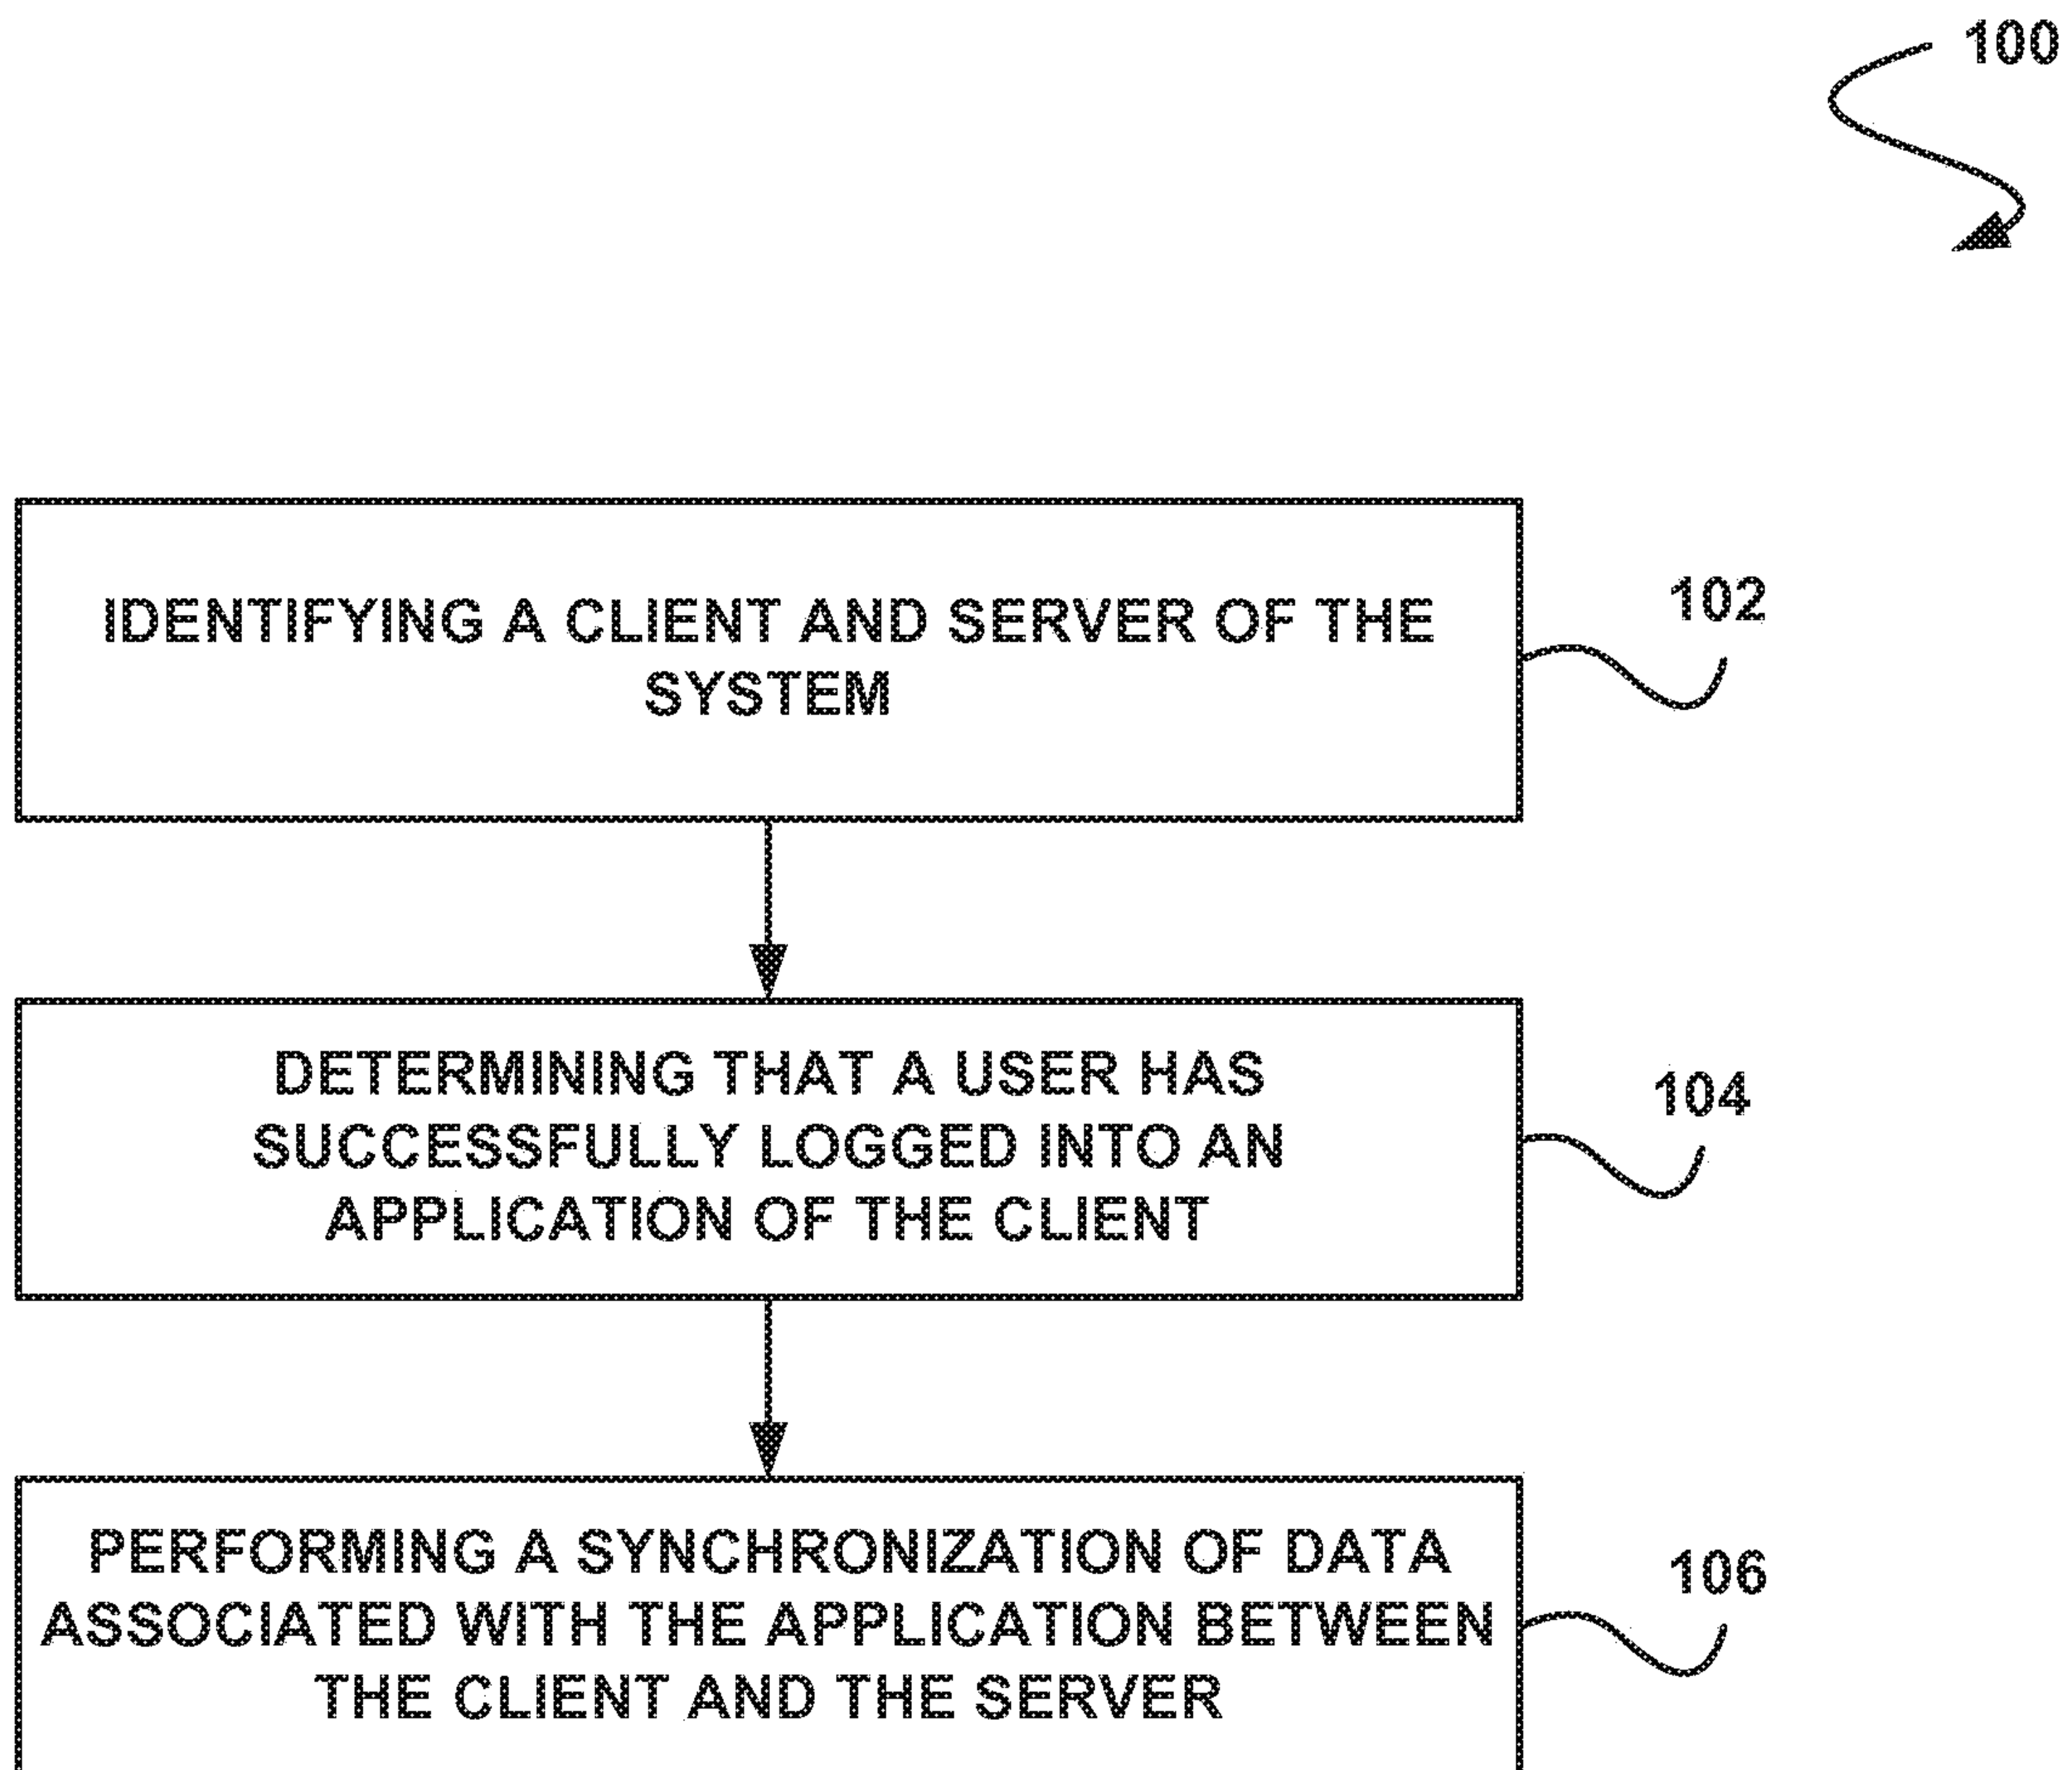 100
IDENTIFYING A CLIENT AND SERVER OF THE
SYSTEM
102
DETERMINING THAT A USER HAS
SUCCESSFULLY LOGGED INTO AN
APPLICATION OF THE CLIENT
104
PERFORMING A SYNCHRONIZATION OF DATA
ASSOCIATED WITH THE APPLICATION BETWEEN
THE CLIENT AND THE SERVER
106